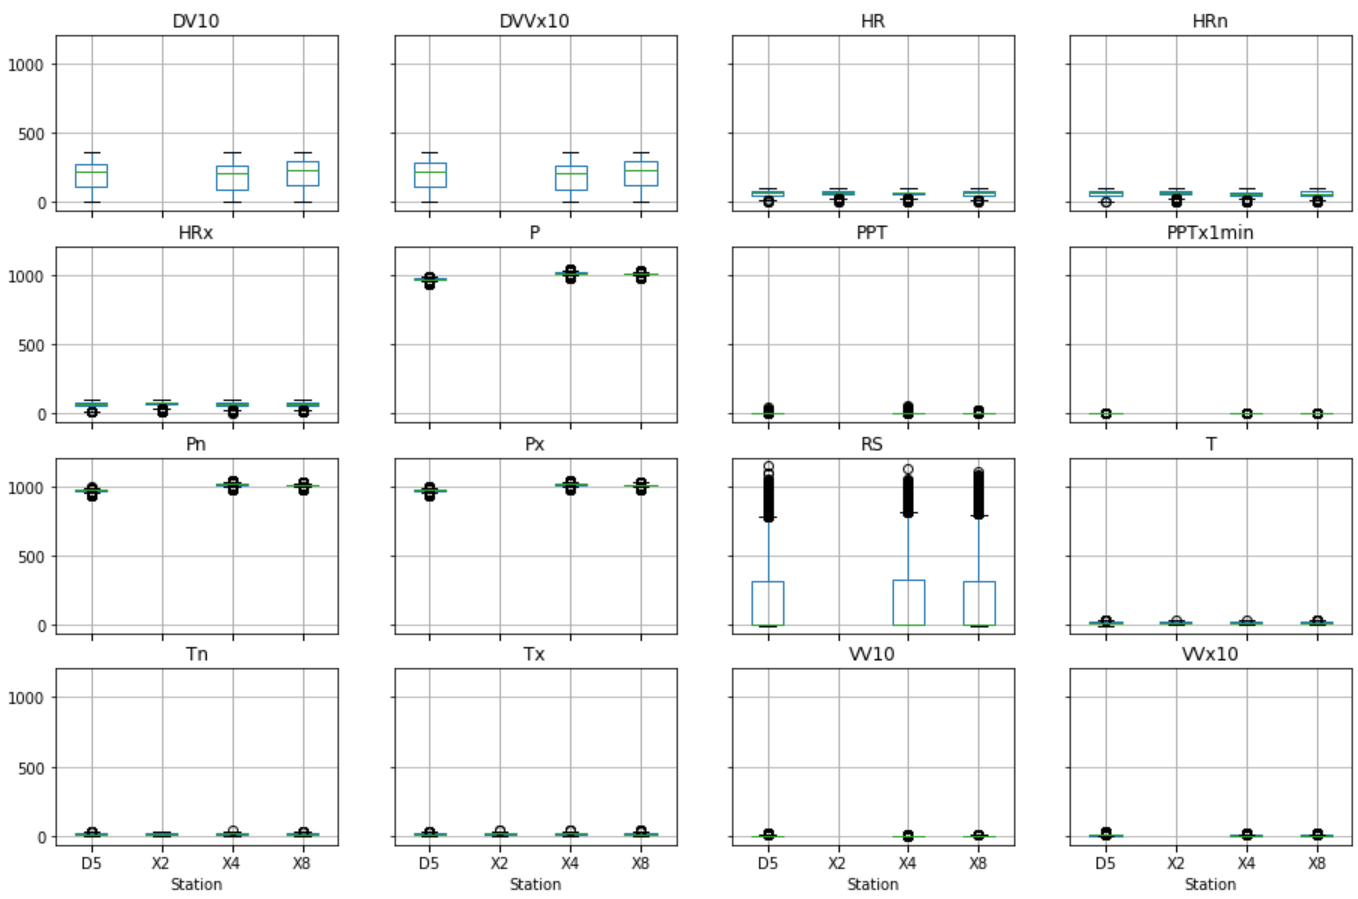 DV10 DVVx10 HR HRn
1000
500
0
HRx P PPT PPTx1min
1000
500
0
Pn Px RS T
1000
500
0
Tn Tx VV10 VVx10
1000
500
0
D5 X2 X4 X8 D5 X2 X4 X8 D5 X2 X4 X8 D5 X2 X4 X8
Station Station Station Station